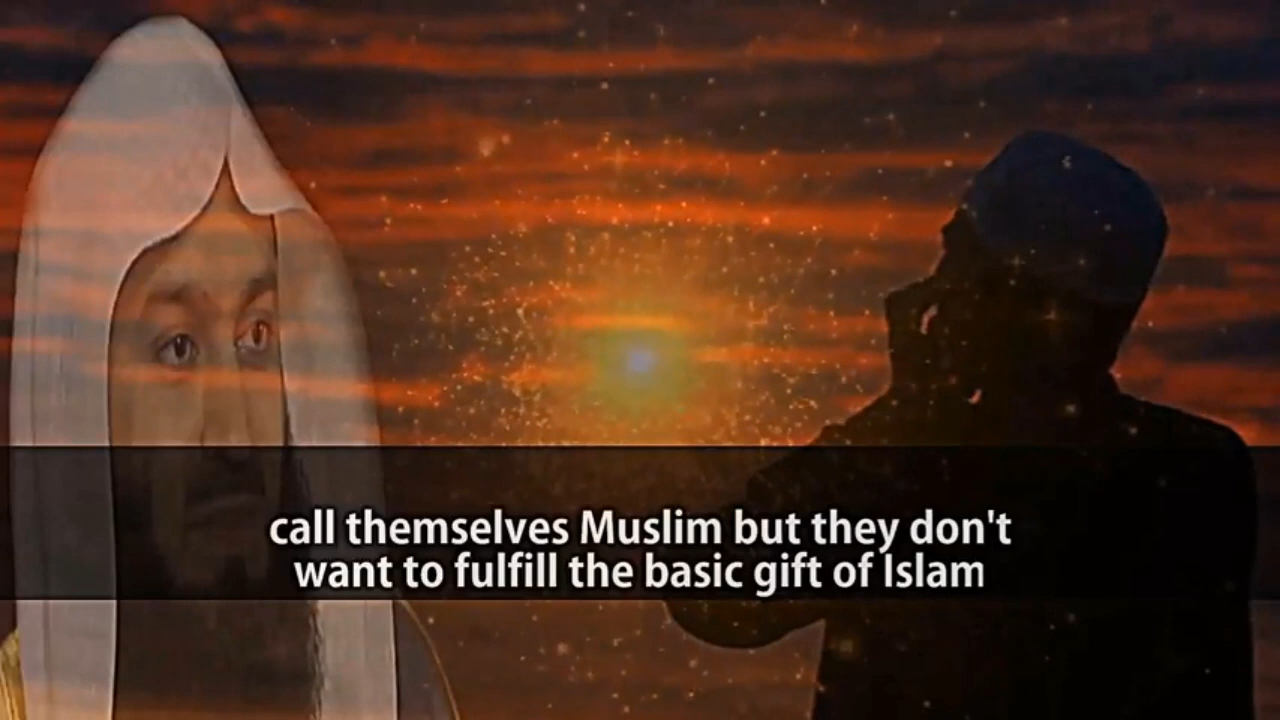 call themselves Muslim but they don't
want to fulfill the basic gift of Islam